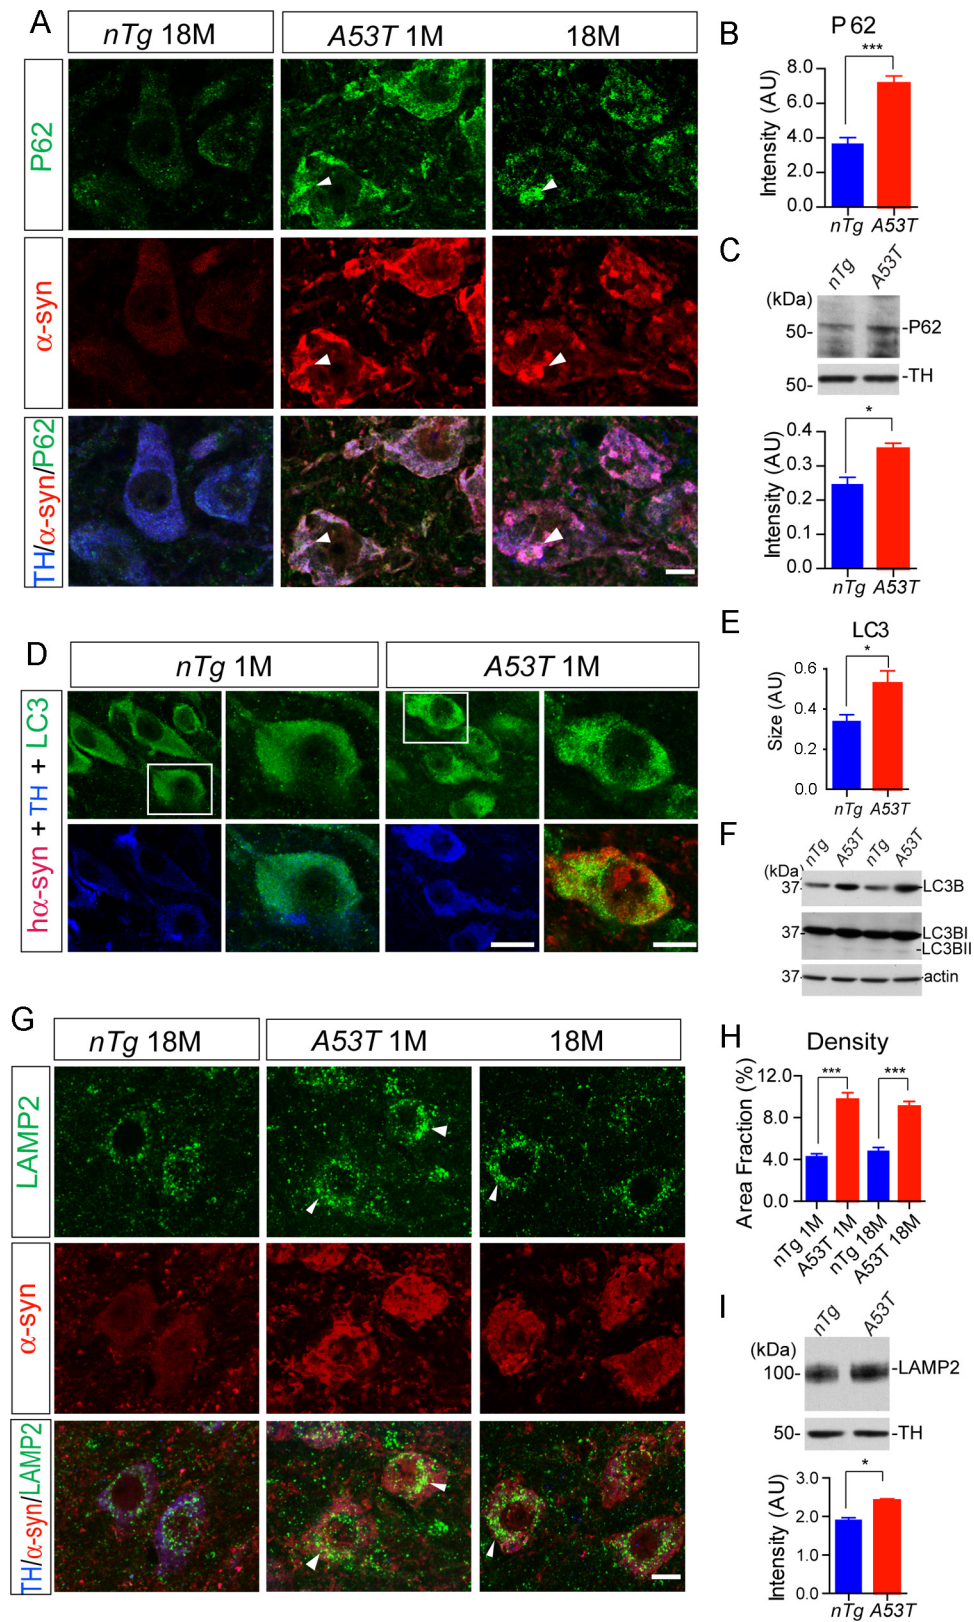 A
nTg 18M
A53T 1M
18M
P62
α-syn
TH/α-syn/P62
B
P 62
***
Intensity (AU)
8.0
6.0
4.0
2.0
0.0
nTg A53T
C
nTg
A53T
(kDa)
50-
-P62
50-
-TH
*
Intensity (AU)
0.4
0.3
0.2
0.1
0.0
nTg A53T
D
nTg 1M
A53T 1M
hα-syn + TH + LC3
E
LC3
*
Size (AU)
0.6
0.4
0.2
0.0
nTg A53T
F
nTg
A53T
nTg
A53T
(kDa)
37-
-LC3B
37-
-LC3BI
-LC3BII
37-
-actin
G
nTg 18M
A53T 1M
18M
LAMP2
α-syn
TH/α-syn/LAMP2
H
Density
***
***
Area Fraction (%)
12.0
8.0
4.0
0.0
nTg 1M
A53T 1M
nTg 18M
A53T 18M
I
nTg
A53T
(kDa)
100-
-LAMP2
50-
-TH
*
Intensity (AU)
3.0
2.0
1.0
0.0
nTg A53T